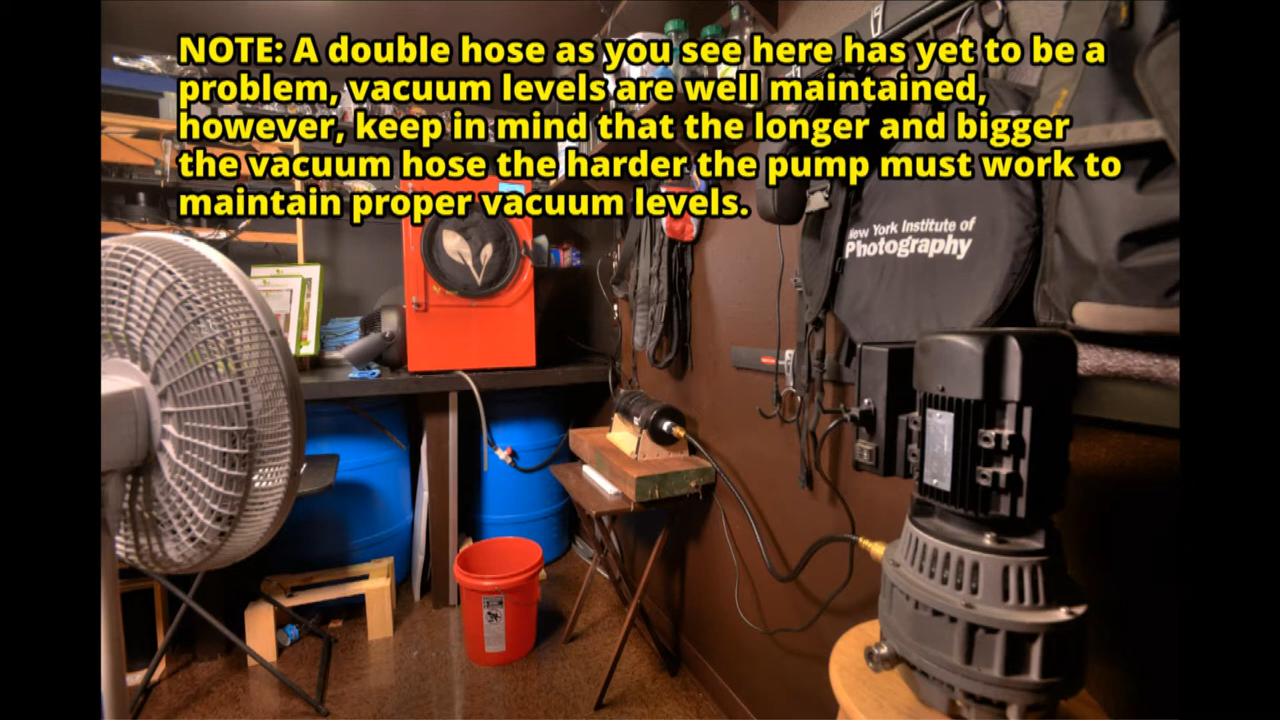 NOTE: A double hose as you see here has yet to be a
problem, vacuum levels are well maintained,
however, keep in mind that the longer and bigger
the vacuum hose the harder the pump must work to
maintain proper vacuum levels.
New York Institute of
Photography